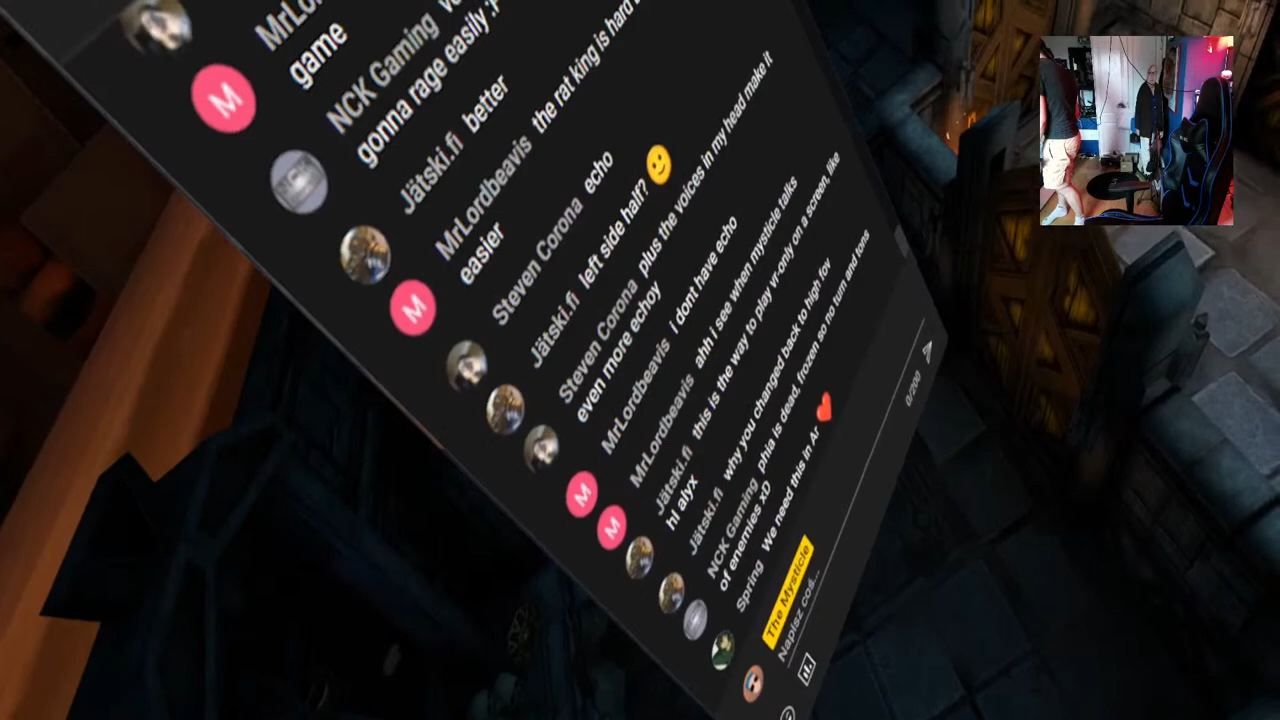 MrLor
game
NCK Gaming
gonna rage easily :P
Jätski.fi better
MrLordbeavis the rat king is hard
easier
Steven Corona echo
Jätski.fi left side half? 🙂
Steven Corona plus the voices in my head make it
even more echoy
MrLordbeavis i dont have echo
MrLordbeavis ahh i see when mysticle talks
Jätski.fi this is the way to play vr-only on a screen, like
hl alyx
Jätski.fi why you changed back to high fov
NCK Gaming phia is dead, frozen so no turn and tons
of enemies xD
Spring We need this in Ar ❤️
The Mysticle
Napisz coś...
0/200